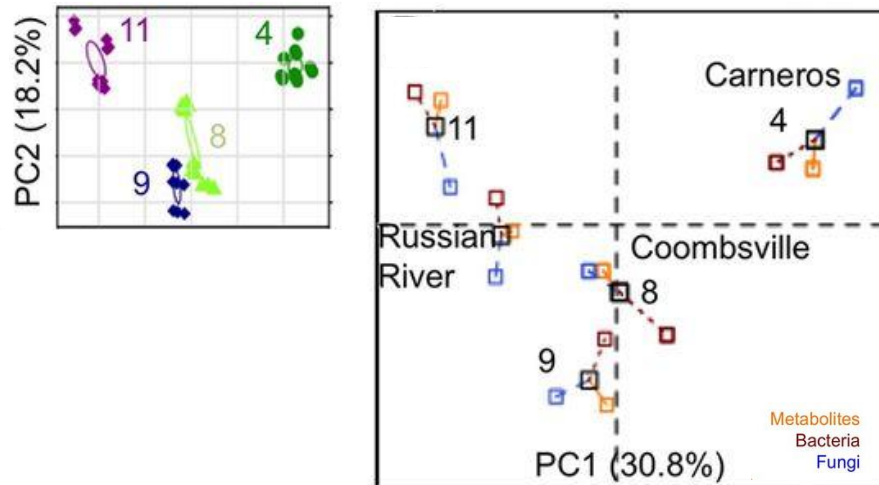 PC2 (18.2%)
11
4
8
9
Carneros
4
11
Russian
River
Coombsville
8
9
Metabolites
Bacteria
Fungi
PC1 (30.8%)